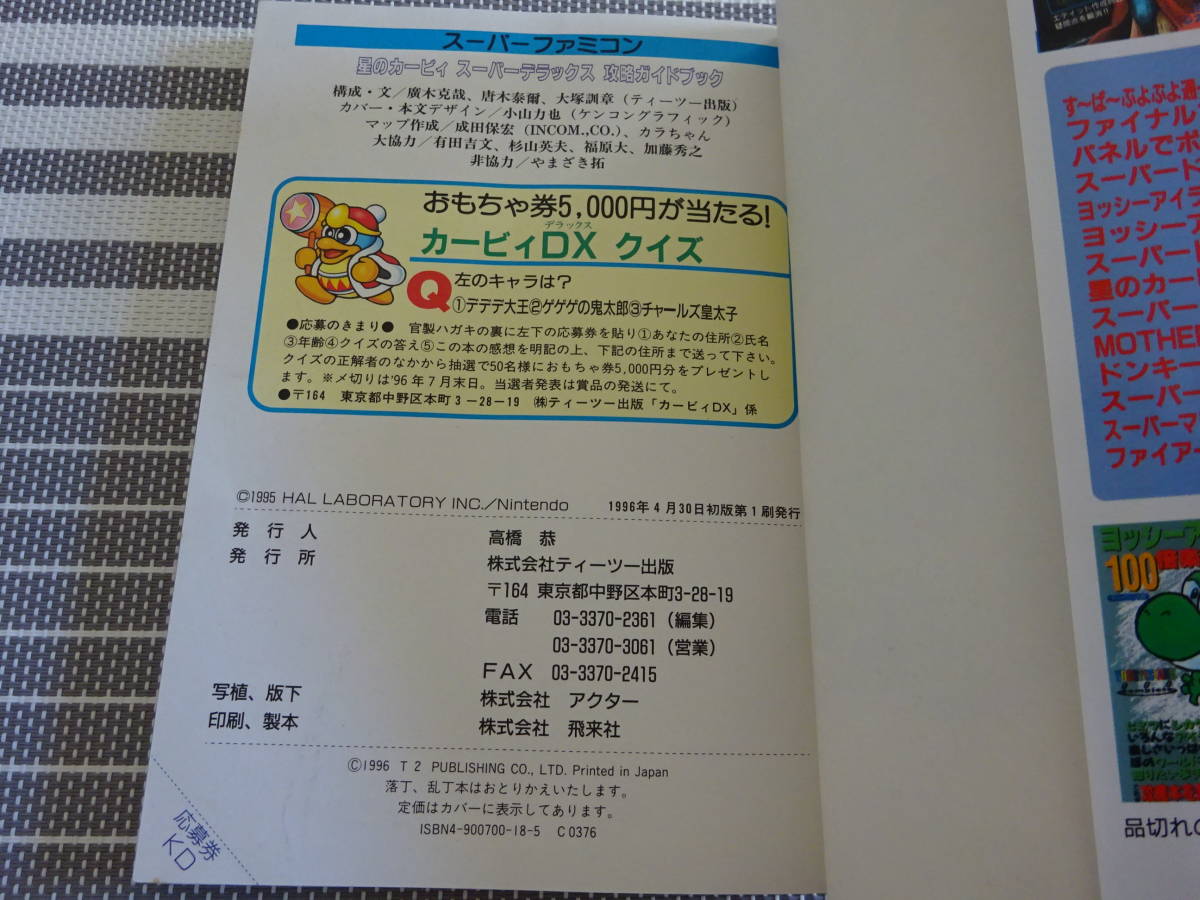 スーパーファミコン
星のカービィ スーパーデラックス 攻略ガイドブック
構成・文／廣木克哉、唐木泰爾、大塚訓章（ティーツー出版）
カバー・本文デザイン／小山力也（ケンコングラフィック）
マップ作成／成田保宏（INCOM.,CO.）、カラちゃん
大協力／有田吉文、杉山英夫、福原大、加藤秀之
非協力／やまざき拓
おもちゃ券5,000円が当たる!
デラックス
カービィDX クイズ
Q 左のキャラは?
①デデデ大王②ゲゲゲの鬼太郎③チャールズ皇太子
●応募のきまり● 官製ハガキの裏に左下の応募券を貼り①あなたの住所②氏名
③年齢④クイズの答え⑤この本の感想を明記の上、下記の住所まで送って下さい。
クイズの正解者のなかから抽選で50名様におもちゃ券5,000円分をプレゼントし
ます。※〆切りは'96年7月末日。当選者発表は賞品の発送にて。
●〒164 東京都中野区本町3－28－19 ㈱ティーツー出版「カービィDX」係
©1995 HAL LABORATORY INC./Nintendo 1996年4月30日初版第1刷発行
発行人 高橋 恭
発行所 株式会社ティーツー出版
〒164 東京都中野区本町3-28-19
電話 03-3370-2361（編集）
03-3370-3061（営業）
FAX 03-3370-2415
写植、版下 株式会社 アクター
印刷、製本 株式会社 飛来社
©1996 T2 PUBLISHING CO., LTD. Printed in Japan
落丁、乱丁本はおとりかえいたします。
定価はカバーに表示してあります。
ISBN4-900700-18-5 C0376
応募券
KD
す〜ぱ〜ぷよぷよ通
ファイナル
パネルでポ
スーパード
ヨッシーアイラ
ヨッシーア
スーパー
星のカー
スーパー
MOTHE
ドンキー
スーパー
スーパーマ
ファイアー
ヨッシーア
100
品切れの